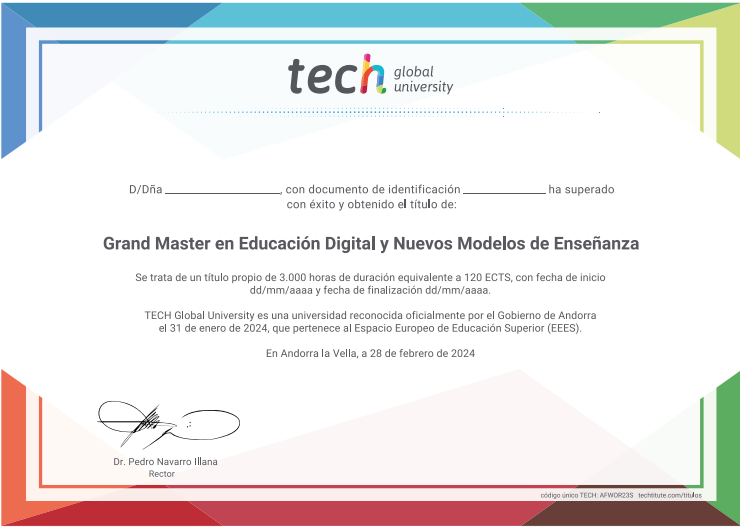 tech global university
D/Dña ____________________, con documento de identificación ______________ ha superado
con éxito y obtenido el título de:
Grand Master en Educación Digital y Nuevos Modelos de Enseñanza
Se trata de un título propio de 3.000 horas de duración equivalente a 120 ECTS, con fecha de inicio
dd/mm/aaaa y fecha de finalización dd/mm/aaaa.
TECH Global University es una universidad reconocida oficialmente por el Gobierno de Andorra
el 31 de enero de 2024, que pertenece al Espacio Europeo de Educación Superior (EEES).
En Andorra la Vella, a 28 de febrero de 2024
Dr. Pedro Navarro Illana
Rector
código único TECH: AFWOR23S techtitute.com/titulos